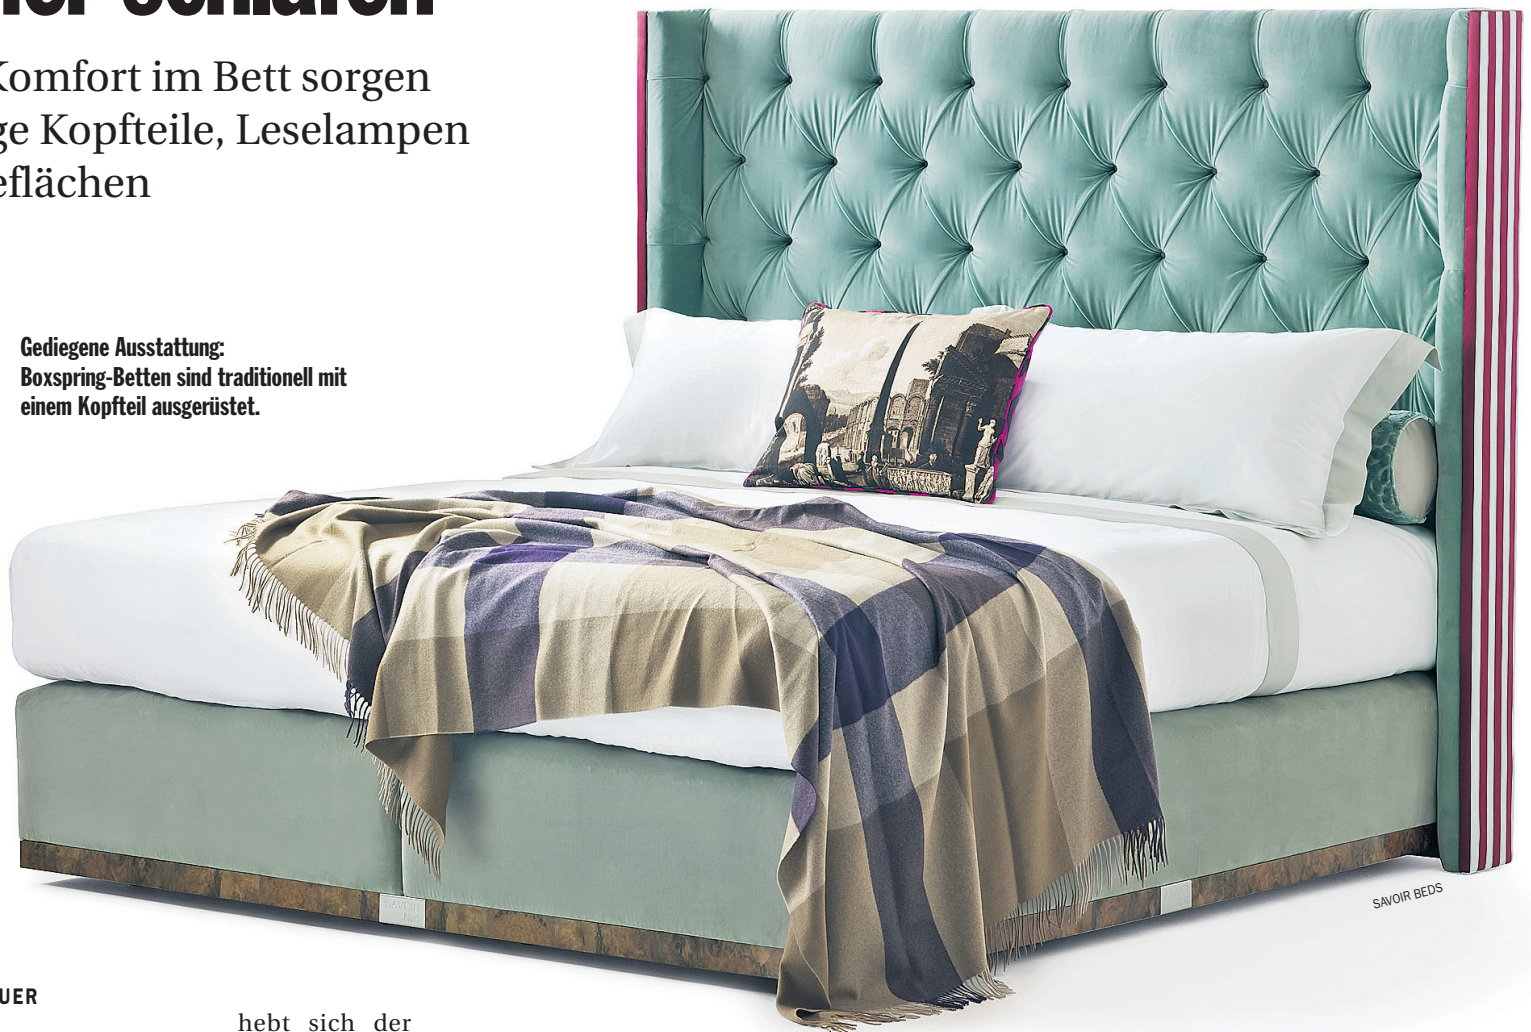 Komfort im Bett sorgen
ge Kopfteile, Leselampen
eflächen
Gediegene Ausstattung:
Boxspring-Betten sind traditionell mit
einem Kopfteil ausgerüstet.
SAVOIR BEDS
UER
hebt sich der